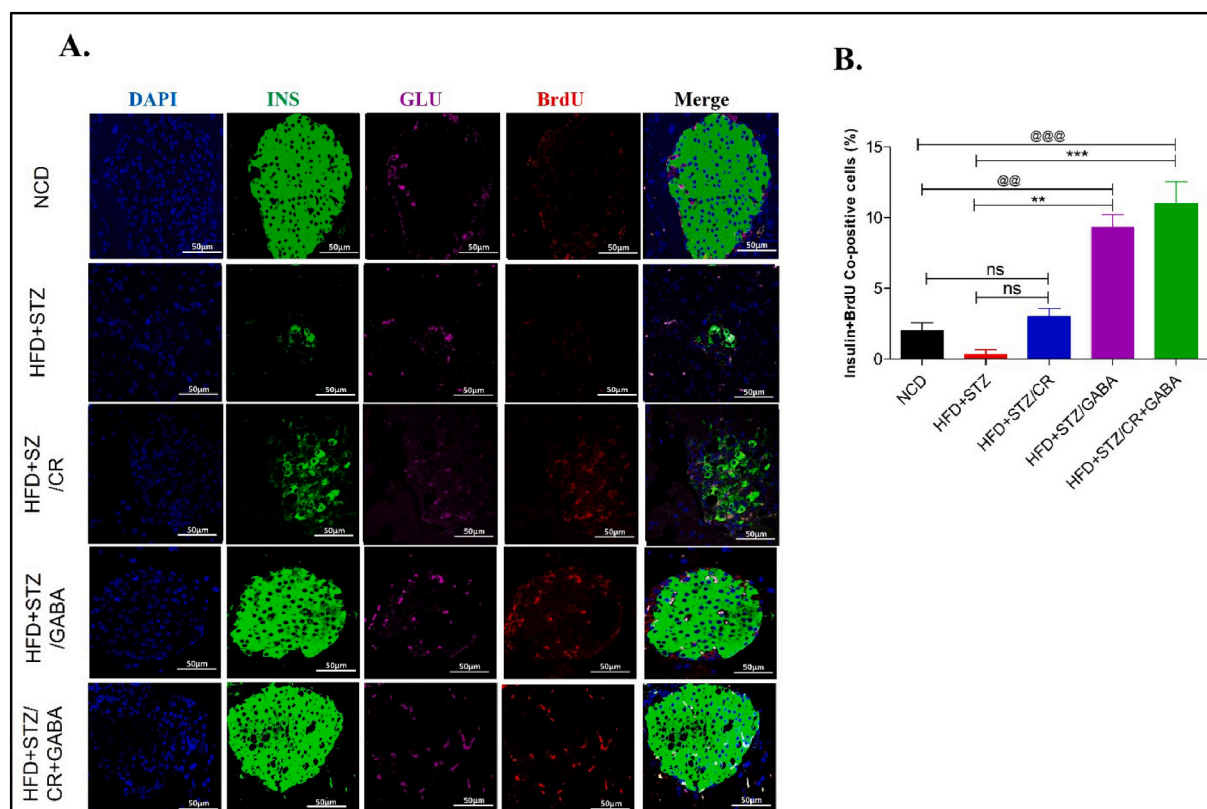 A.
DAPI INS GLU BrdU Merge
NCD
50µm 50µm 50µm 50µm 50µm
HFD+STZ
50µm 50µm 50µm 50µm 50µm
HFD+SZ
/CR
50µm 50µm 50µm 50µm 50µm
HFD+STZ
/GABA
50µm 50µm 50µm 50µm 50µm
HFD+STZ/
CR+GABA
50µm 50µm 50µm 50µm 50µm
B.
Insulin+BrdU Co-positive cells (%)
15
10
5
0
@@@
***
@@
**
ns
ns
NCD
HFD+STZ
HFD+STZ/CR
HFD+STZ/GABA
HFD+STZ/CR+GABA